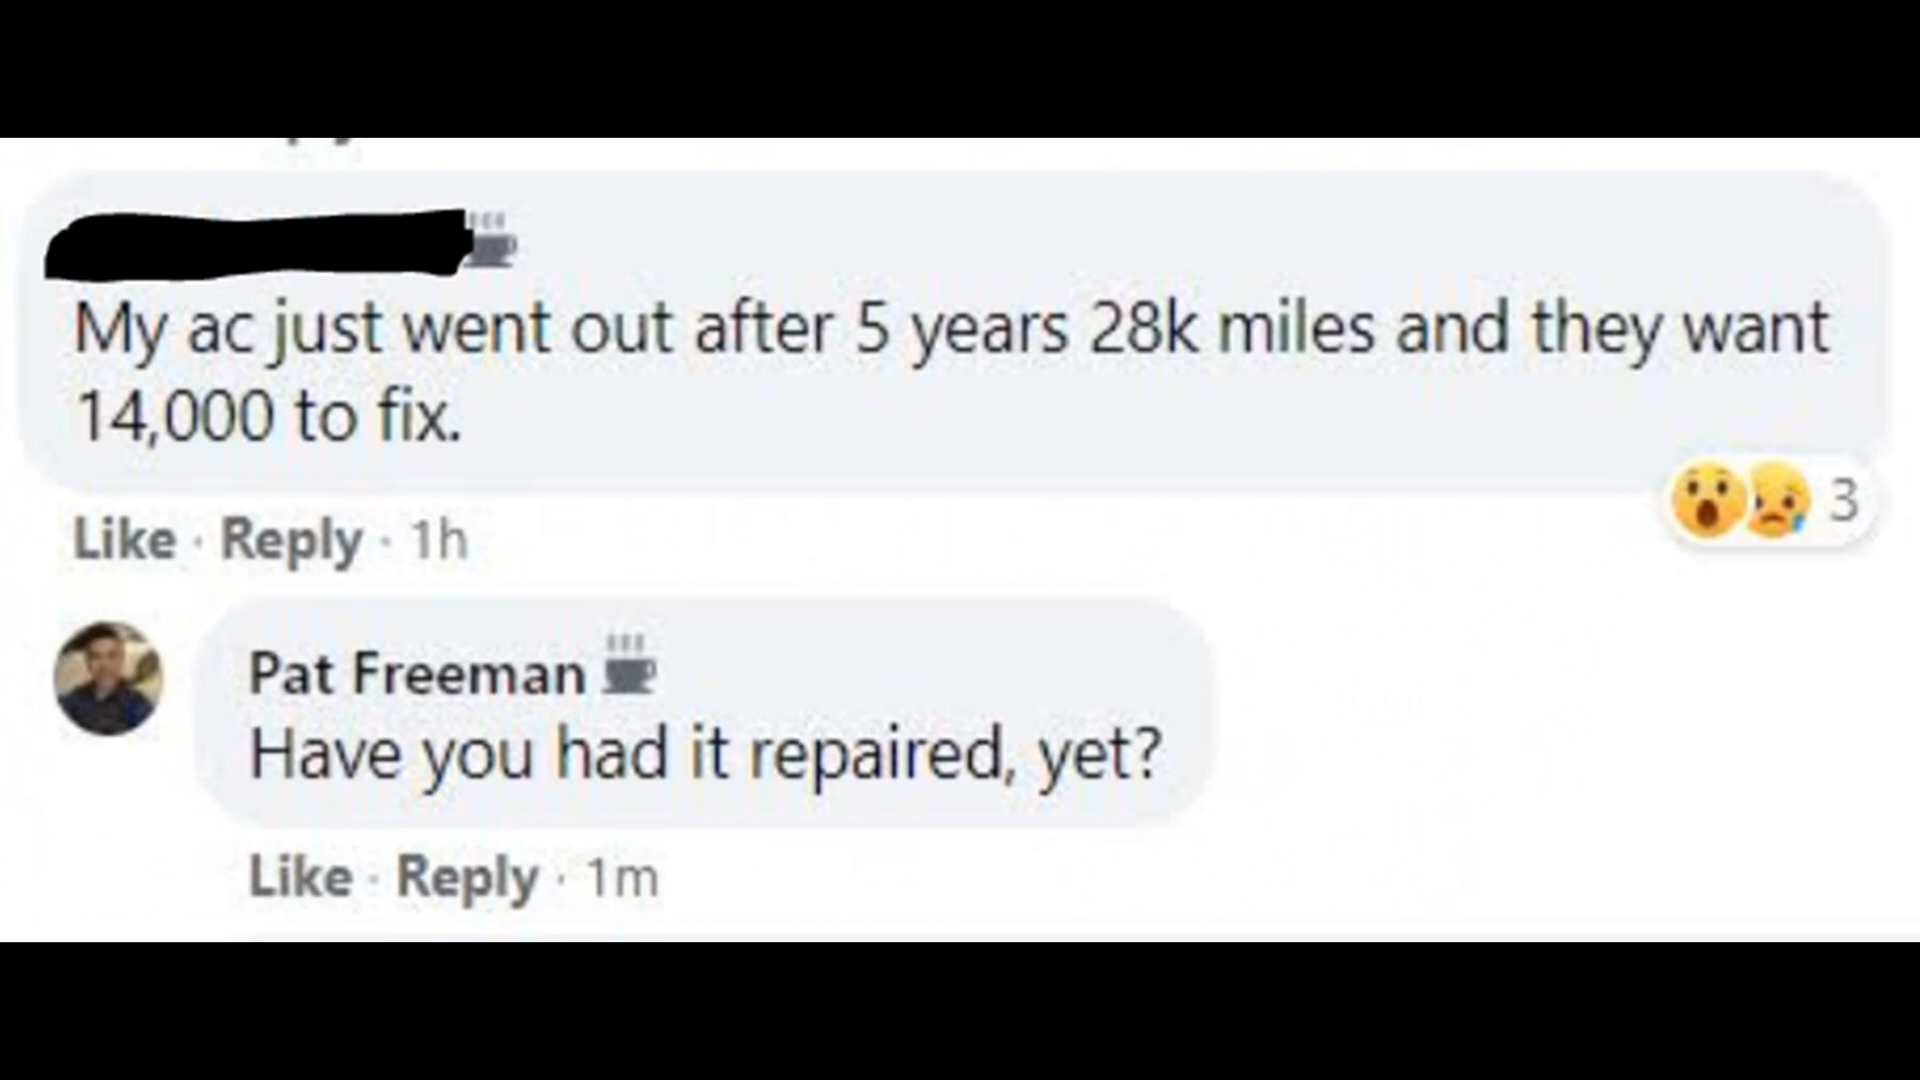 My ac just went out after 5 years 28k miles and they want
14,000 to fix.
3
Like · Reply · 1h
Pat Freeman
Have you had it repaired, yet?
Like · Reply · 1m